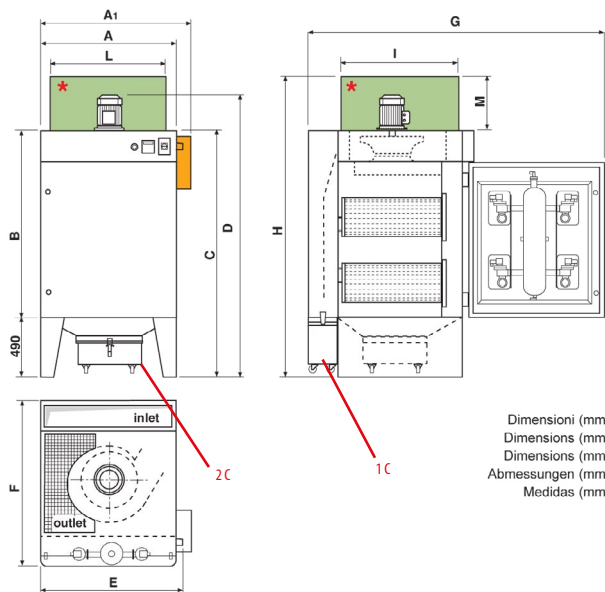 A1
A
L
*
B
490
C
D
G
I
*
M
H
inlet
outlet
F
E
2C
1C
Dimensioni (mm
Dimensions (mm
Dimensions (mm
Abmessungen (mm
Medidas (mm